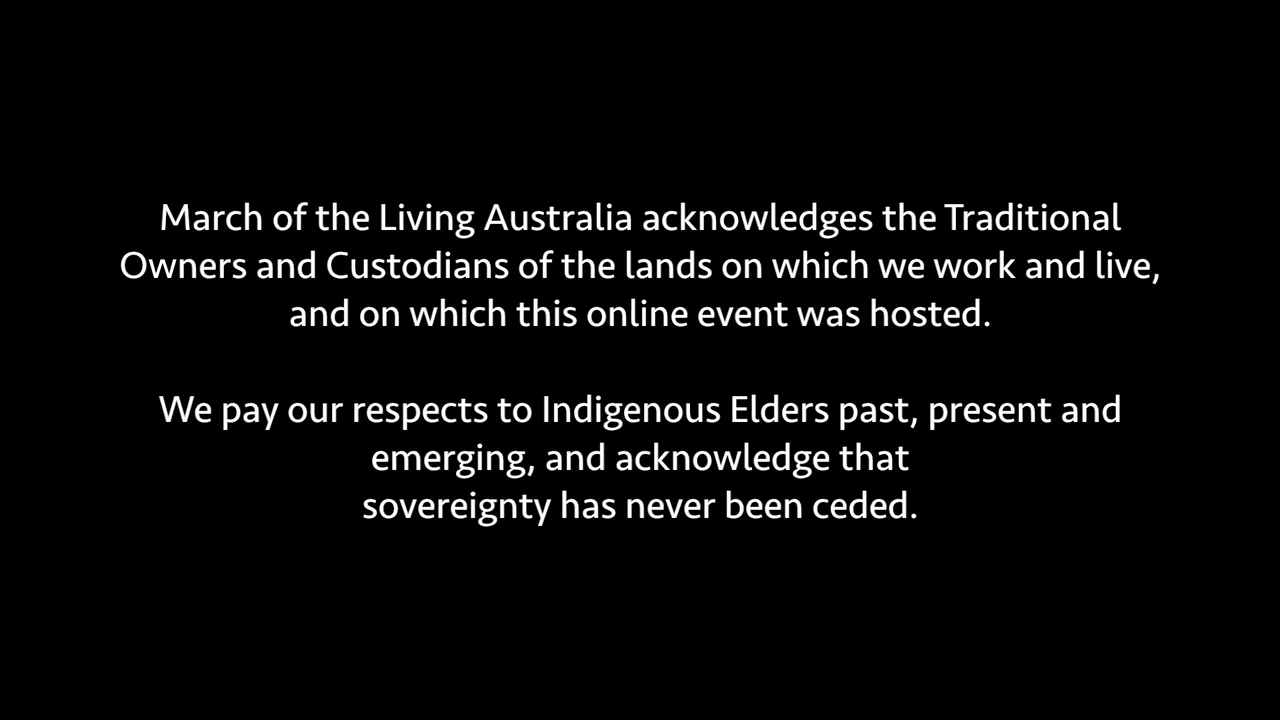 March of the Living Australia acknowledges the Traditional
Owners and Custodians of the lands on which we work and live,
and on which this online event was hosted.
We pay our respects to Indigenous Elders past, present and
emerging, and acknowledge that
sovereignty has never been ceded.